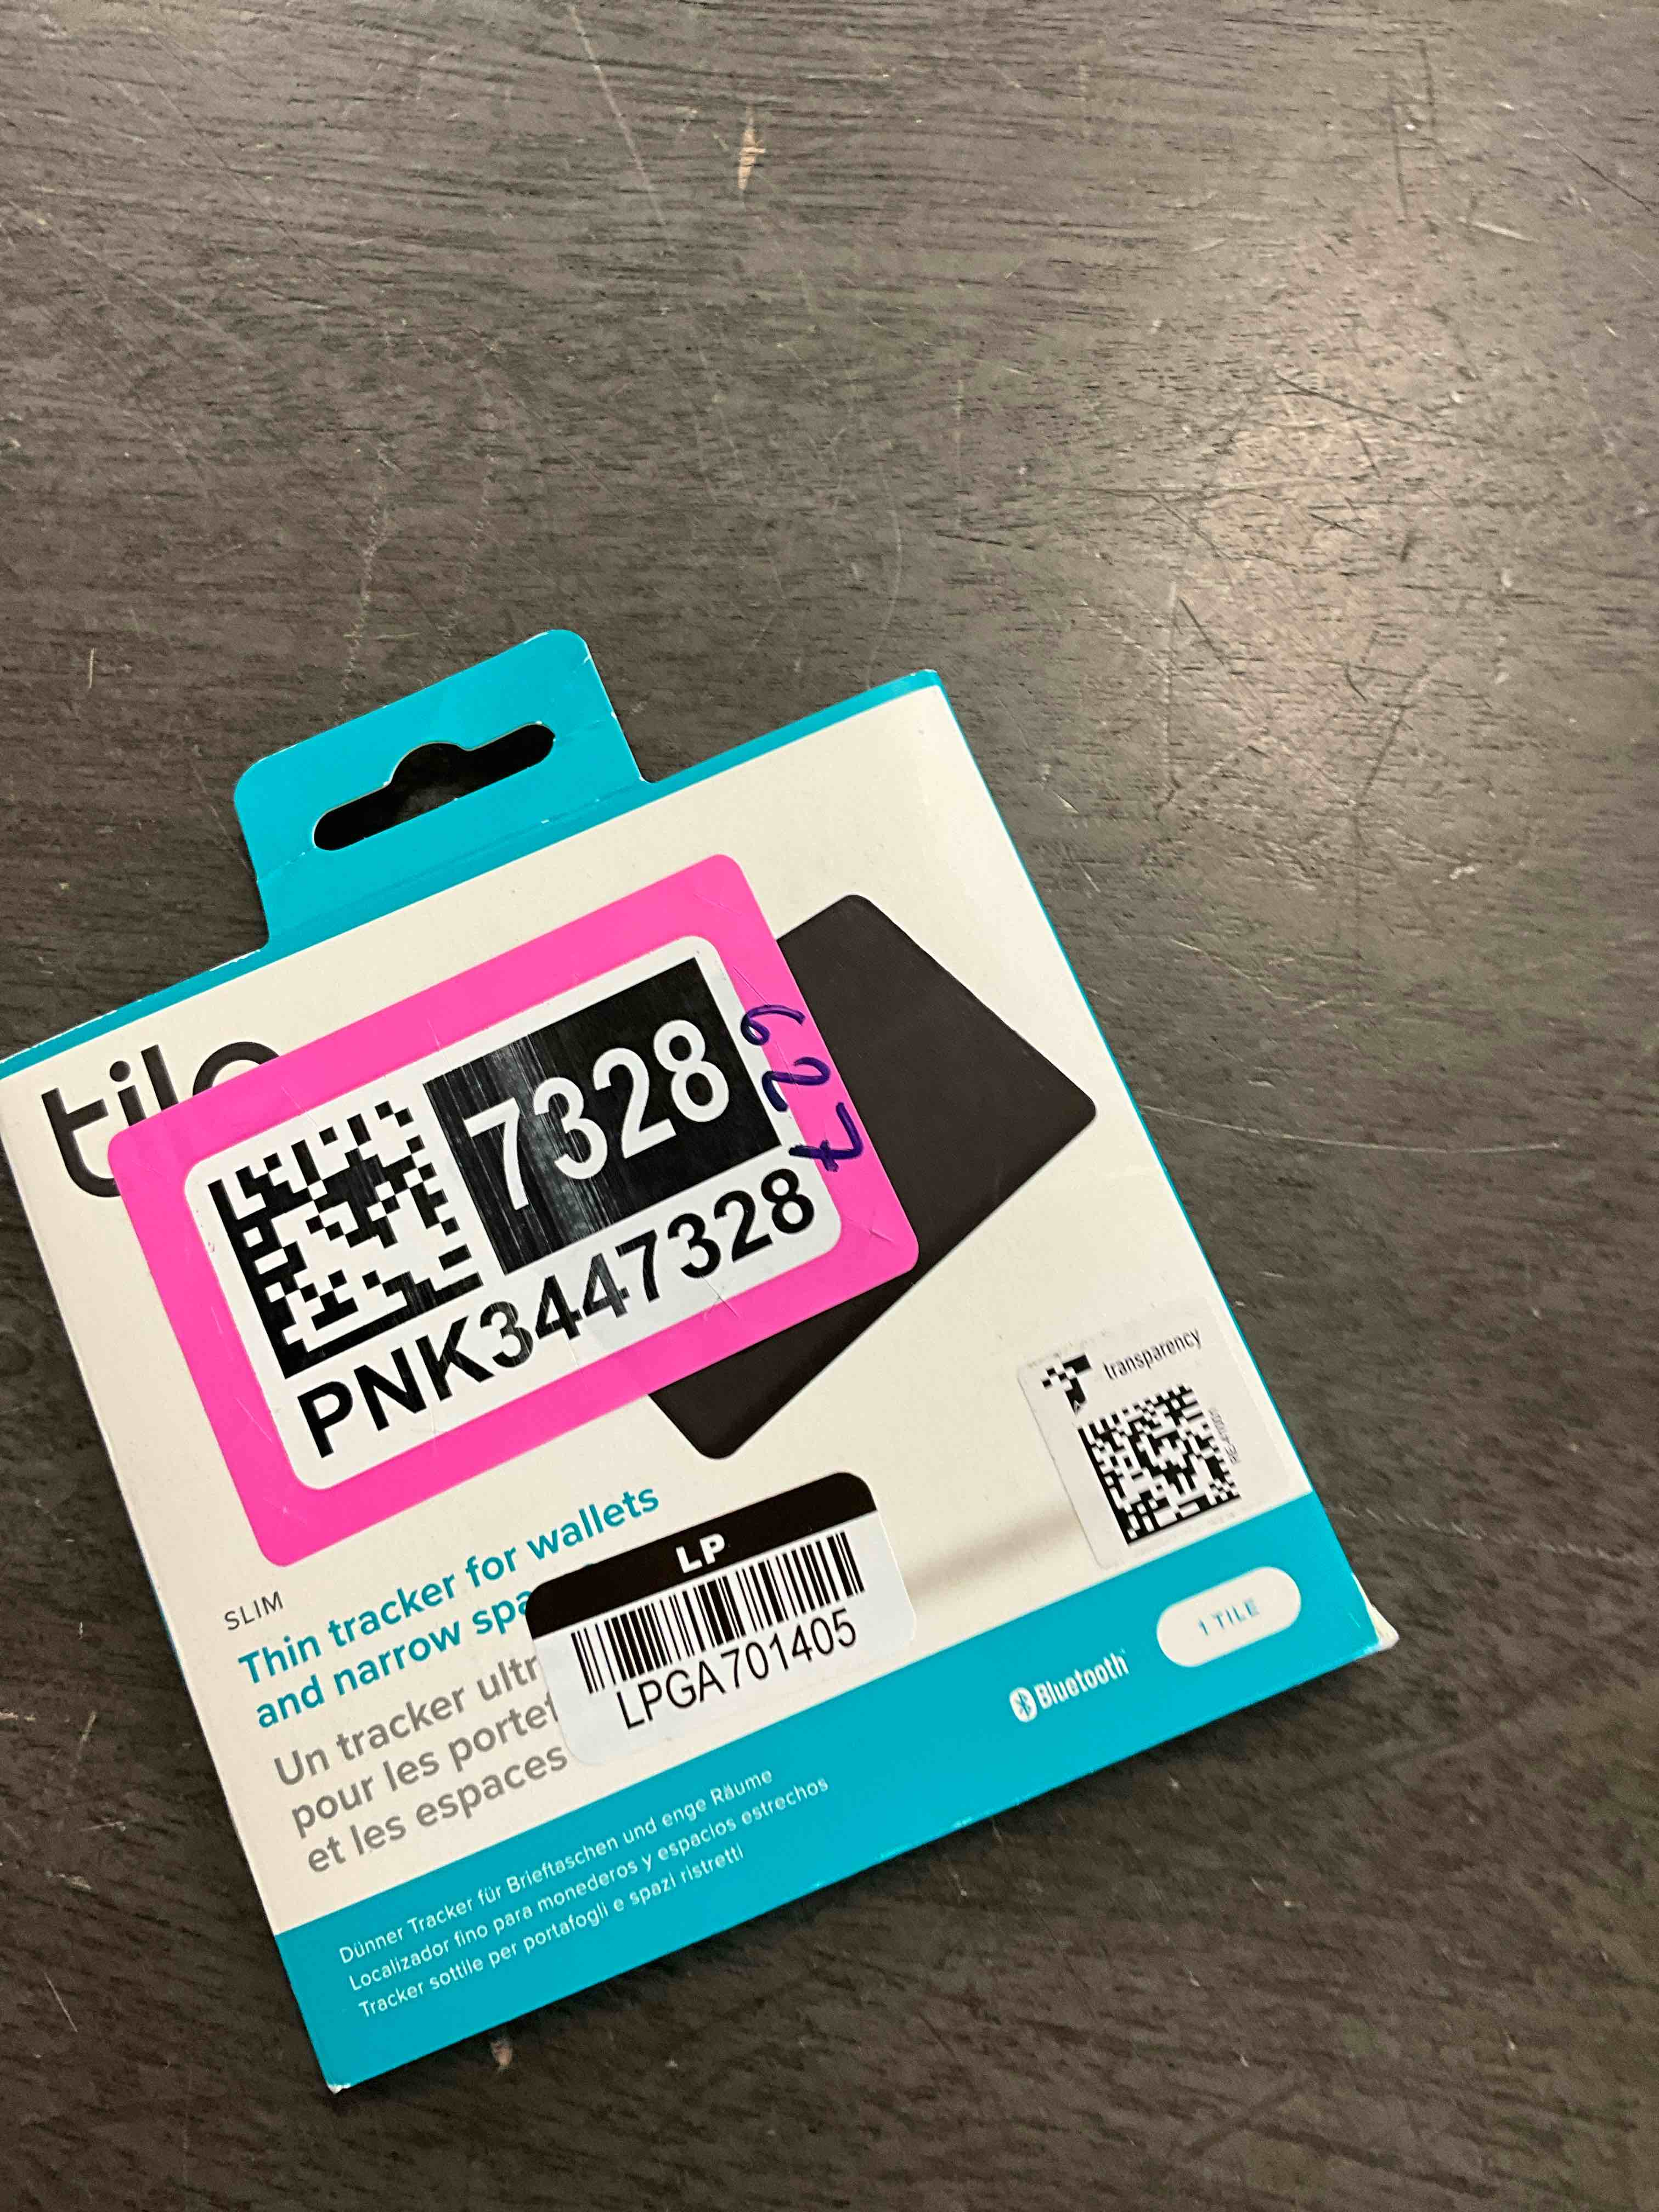 tile
7328
627
PNK3447328
transparency
SLIM
Thin tracker for wallets
and narrow spa
Un tracker ultr
pour les portef
et les espaces
LP
LPGA701405
Bluetooth
1 TILE
Dünner Tracker für Brieftaschen und enge Räume
Localizador fino para monederos y espacios estrechos
Tracker sottile per portafogli e spazi ristretti